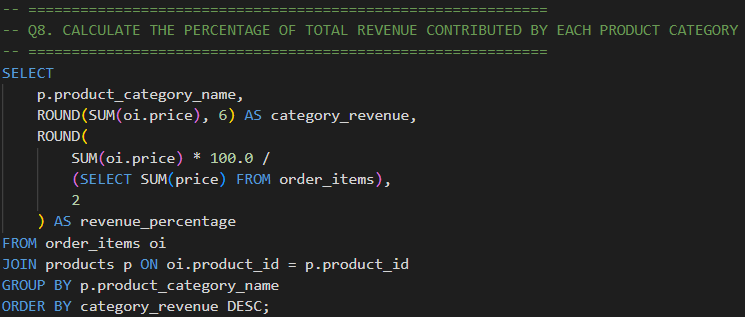 -- =============================================================
-- Q8. CALCULATE THE PERCENTAGE OF TOTAL REVENUE CONTRIBUTED BY EACH PRODUCT CATEGORY
-- =============================================================
SELECT
    p.product_category_name,
    ROUND(SUM(oi.price), 6) AS category_revenue,
    ROUND(
        SUM(oi.price) * 100.0 /
        (SELECT SUM(price) FROM order_items),
        2
    ) AS revenue_percentage
FROM order_items oi
JOIN products p ON oi.product_id = p.product_id
GROUP BY p.product_category_name
ORDER BY category_revenue DESC;